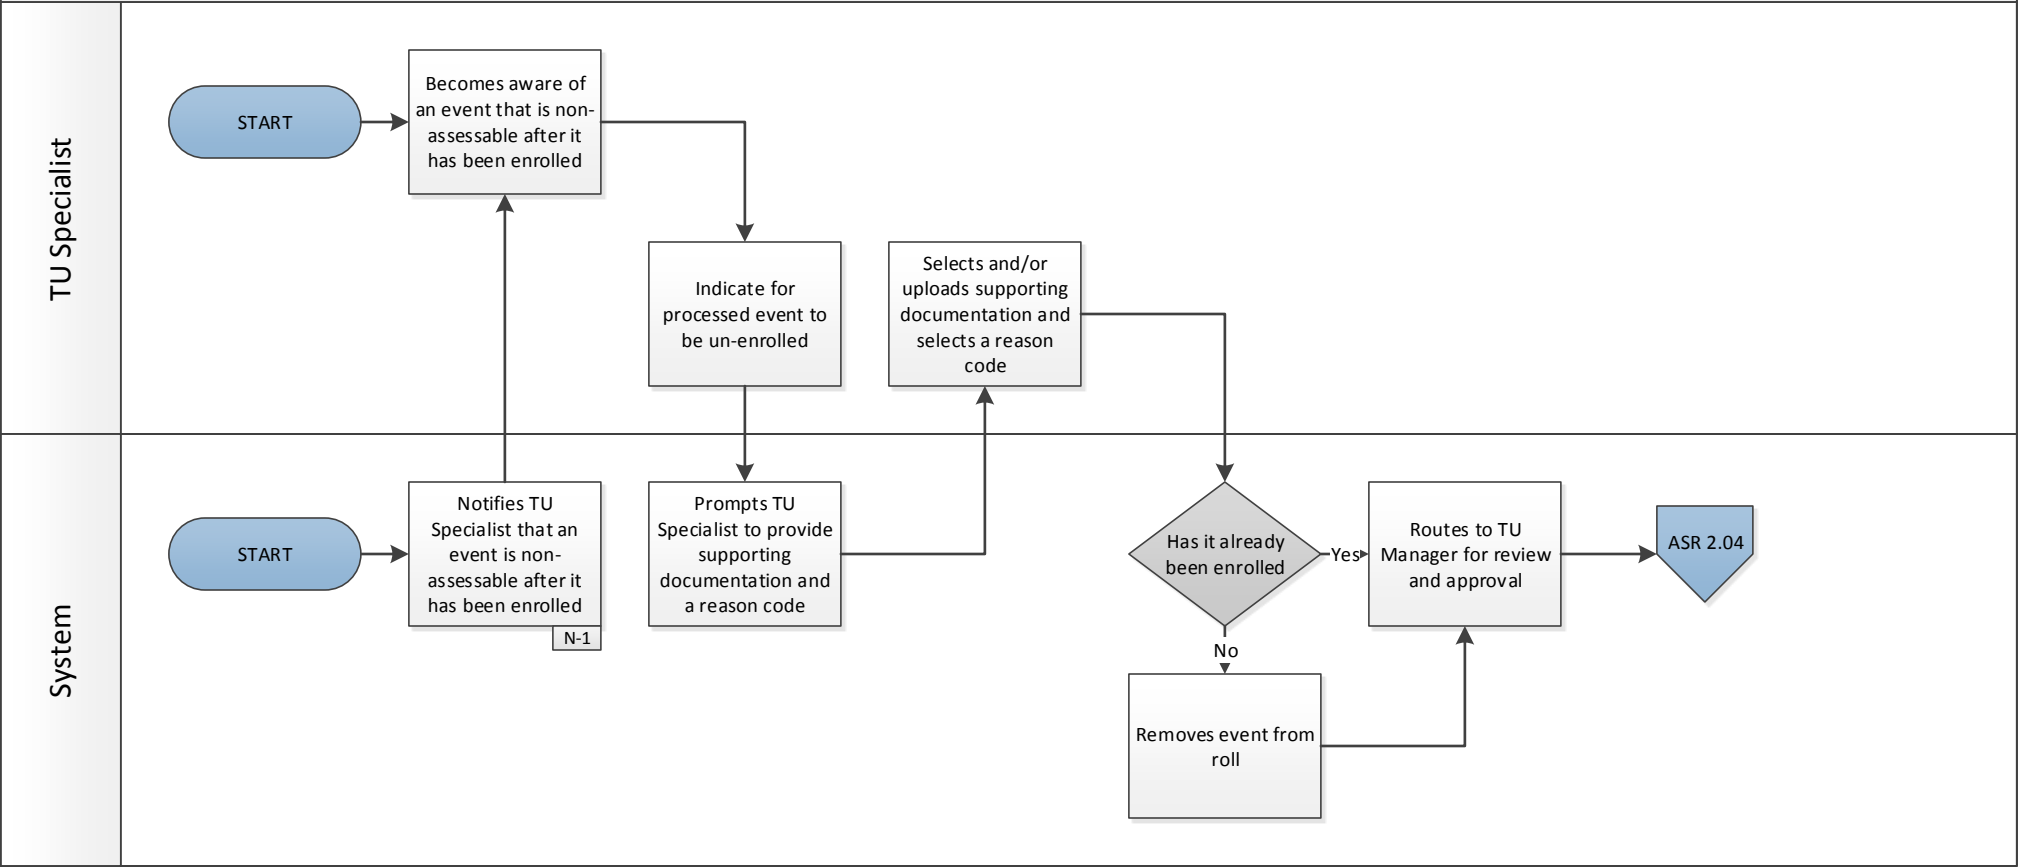 TU Specialist
START
Becomes aware of
an event that is non-
assessable after it
has been enrolled
Indicate for
processed event to
be un-enrolled
Selects and/or
uploads supporting
documentation and
selects a reason
code
System
START
Notifies TU
Specialist that an
event is non-
assessable after it
has been enrolled
N-1
Prompts TU
Specialist to provide
supporting
documentation and
a reason code
Has it already
been enrolled
Yes
No
Removes event from
roll
Routes to TU
Manager for review
and approval
ASR 2.04